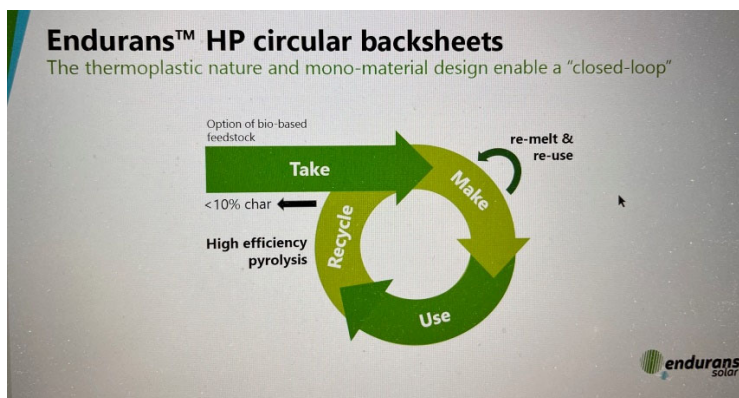 Endurans™ HP circular backsheets
The thermoplastic nature and mono-material design enable a “closed-loop”
Option of bio-based
feedstock
Take
re-melt &
re-use
Make
<10% char
Recycle
High efficiency
pyrolysis
Use
endurans
solar